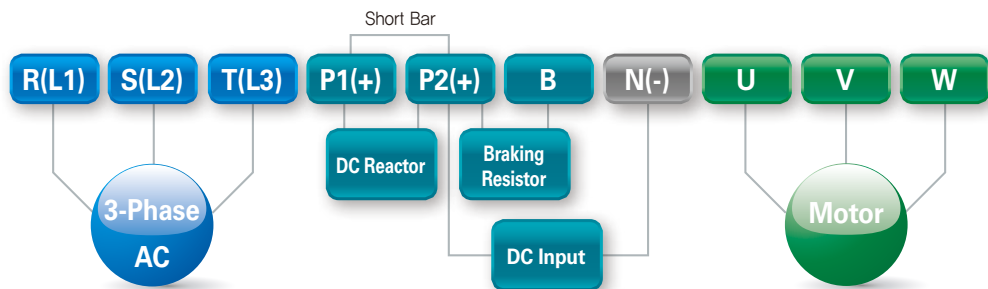 Short Bar
R(L1) S(L2) T(L3) P1(+) P2(+) B N(-) U V W
DC Reactor
Braking
Resistor
3-Phase
AC
Motor
DC Input